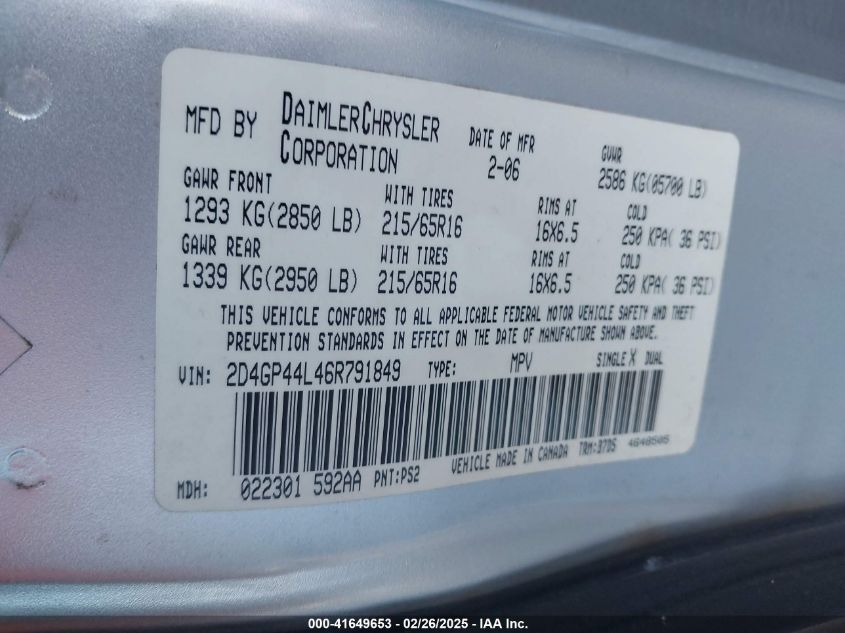 MFD BY DAIMLERCHRYSLER CORPORATION DATE OF MFR 2-06 GVWR 2586 KG(05700 LB)
GAWR FRONT WITH TIRES RIMS AT COLD
1293 KG(2850 LB) 215/65R16 16X6.5 250 KPA( 36 PSI)
GAWR REAR WITH TIRES RIMS AT COLD
1339 KG(2950 LB) 215/65R16 16X6.5 250 KPA( 36 PSI)
THIS VEHICLE CONFORMS TO ALL APPLICABLE FEDERAL MOTOR VEHICLE SAFETY AND THEFT
PREVENTION STANDARDS IN EFFECT ON THE DATE OF MANUFACTURE SHOWN ABOVE.
VIN: 2D4GP44L46R791849 TYPE: MPV SINGLE X DUAL
VEHICLE MADE IN CANADA TRM:B7D5 4648505
MDH: 022301 592AA PNT:PS2
000-41649653 - 02/26/2025 - IAA Inc.